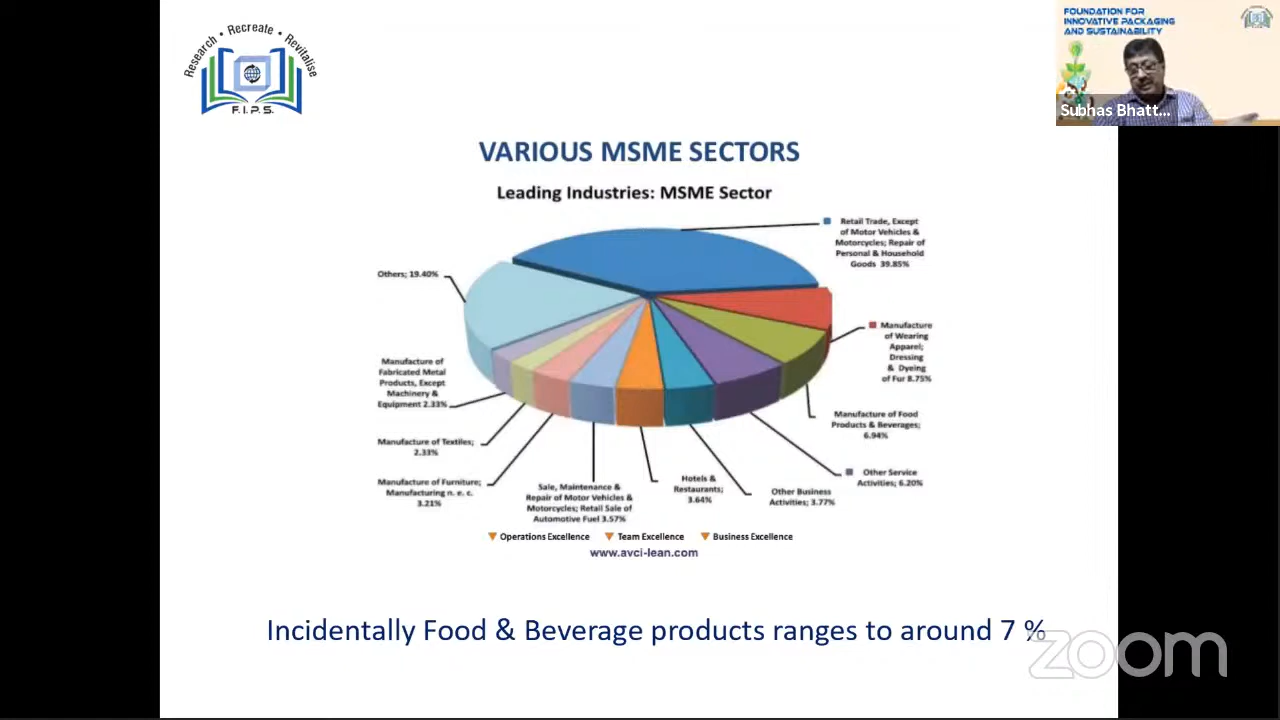 Research • Recreate • Revitalise
F.I.P.S.
FOUNDATION FOR
INNOVATIVE PACKAGING
AND SUSTAINABILITY
Subhas Bhatt...
VARIOUS MSME SECTORS
Leading Industries: MSME Sector
Retail Trade, Except
of Motor Vehicles &
Motorcycles; Repair of
Personal & Household
Goods 39.85%
Others; 19.40%
Manufacture
of Wearing
Apparel;
Dressing
& Dyeing
of Fur 8.75%
Manufacture of
Fabricated Metal
Products, Except
Machinery &
Equipment 2.33%
Manufacture of Food
Products & Beverages;
6.94%
Manufacture of Textiles;
2.33%
Other Service
Activities; 6.20%
Manufacture of Furniture;
Manufacturing n. e. c.
3.21%
Sale, Maintenance &
Repair of Motor Vehicles &
Motorcycles; Retail Sale of
Automotive Fuel 3.57%
Hotels &
Restaurants;
3.64%
Other Business
Activities; 3.77%
Operations Excellence Team Excellence Business Excellence
www.avci-lean.com
Incidentally Food & Beverage products ranges to around 7 %
zoom